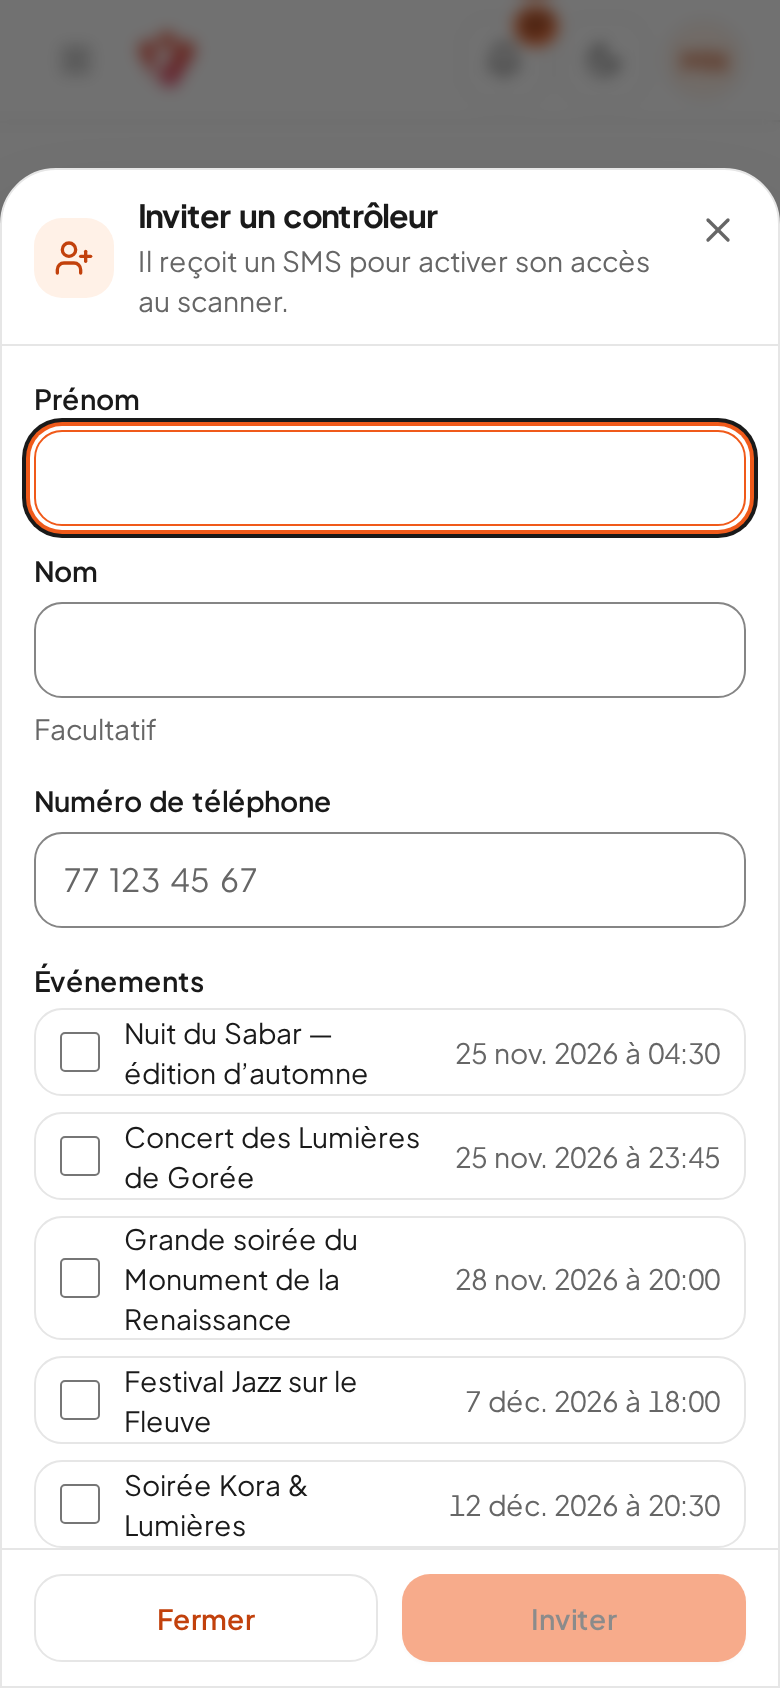 Inviter un contrôleur
Il reçoit un SMS pour activer son accès
au scanner.
Prénom
Nom
Facultatif
Numéro de téléphone
77 123 45 67
Événements
Nuit du Sabar —
édition d’automne
25 nov. 2026 à 04:30
Concert des Lumières
de Gorée
25 nov. 2026 à 23:45
Grande soirée du
Monument de la
Renaissance
28 nov. 2026 à 20:00
Festival Jazz sur le
Fleuve
7 déc. 2026 à 18:00
Soirée Kora &
Lumières
12 déc. 2026 à 20:30
Fermer
Inviter